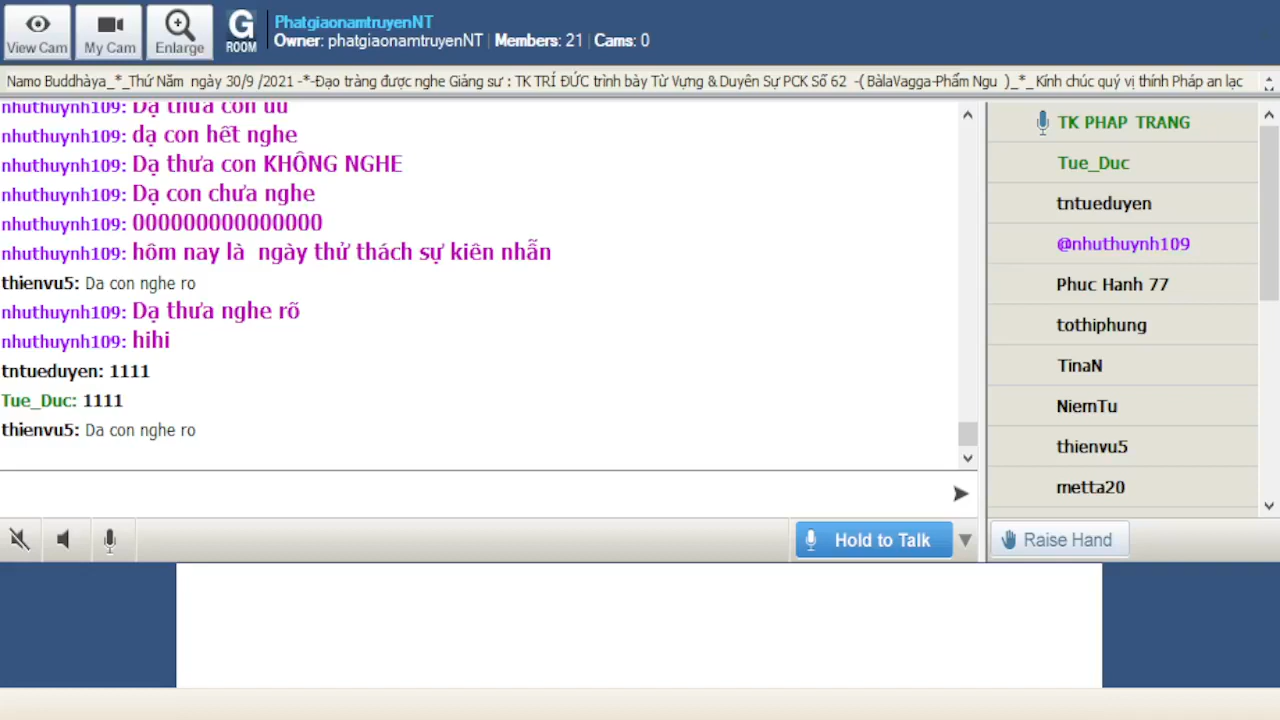 View Cam
My Cam
Enlarge
G
ROOM
PhatgiaonamtruyenNT
Owner: phatgiaonamtruyenNT | Members: 21 | Cams: 0
Namo Buddhàya_*_Thứ Năm ngày 30/9 /2021 -*-Đạo tràng được nghe Giảng sư : TK TRÍ ĐỨC trình bày Từ Vựng & Duyên Sự PCK Số 62 -( BàlaVagga-Phẩm Ngu )_*_ Kính chúc quý vị thính Pháp an lạc
nhuthuynh109: Dạ thưa con
nhuthuynh109: dạ con hết nghe
nhuthuynh109: Dạ thưa con KHÔNG NGHE
nhuthuynh109: Dạ con chưa nghe
nhuthuynh109: 000000000000000
nhuthuynh109: hôm nay là ngày thử thách sự kiên nhẫn
thienvu5: Da con nghe ro
nhuthuynh109: Dạ thưa nghe rõ
nhuthuynh109: hihi
tntueduyen: 1111
Tue_Duc: 1111
thienvu5: Da con nghe ro
TK PHAP TRANG
Tue_Duc
tntueduyen
@nhuthuynh109
Phuc Hanh 77
tothiphung
TinaN
NiemTu
thienvu5
metta20
Hold to Talk
Raise Hand